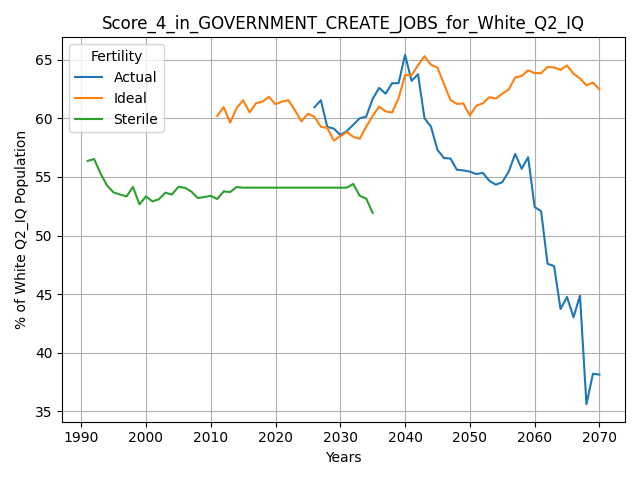 Score_4_in_GOVERNMENT_CREATE_JOBS_for_White_Q2_IQ
Fertility
Actual
Ideal
Sterile
% of White Q2_IQ Population
65
60
55
50
45
40
35
1990
2000
2010
2020
2030
2040
2050
2060
2070
Years